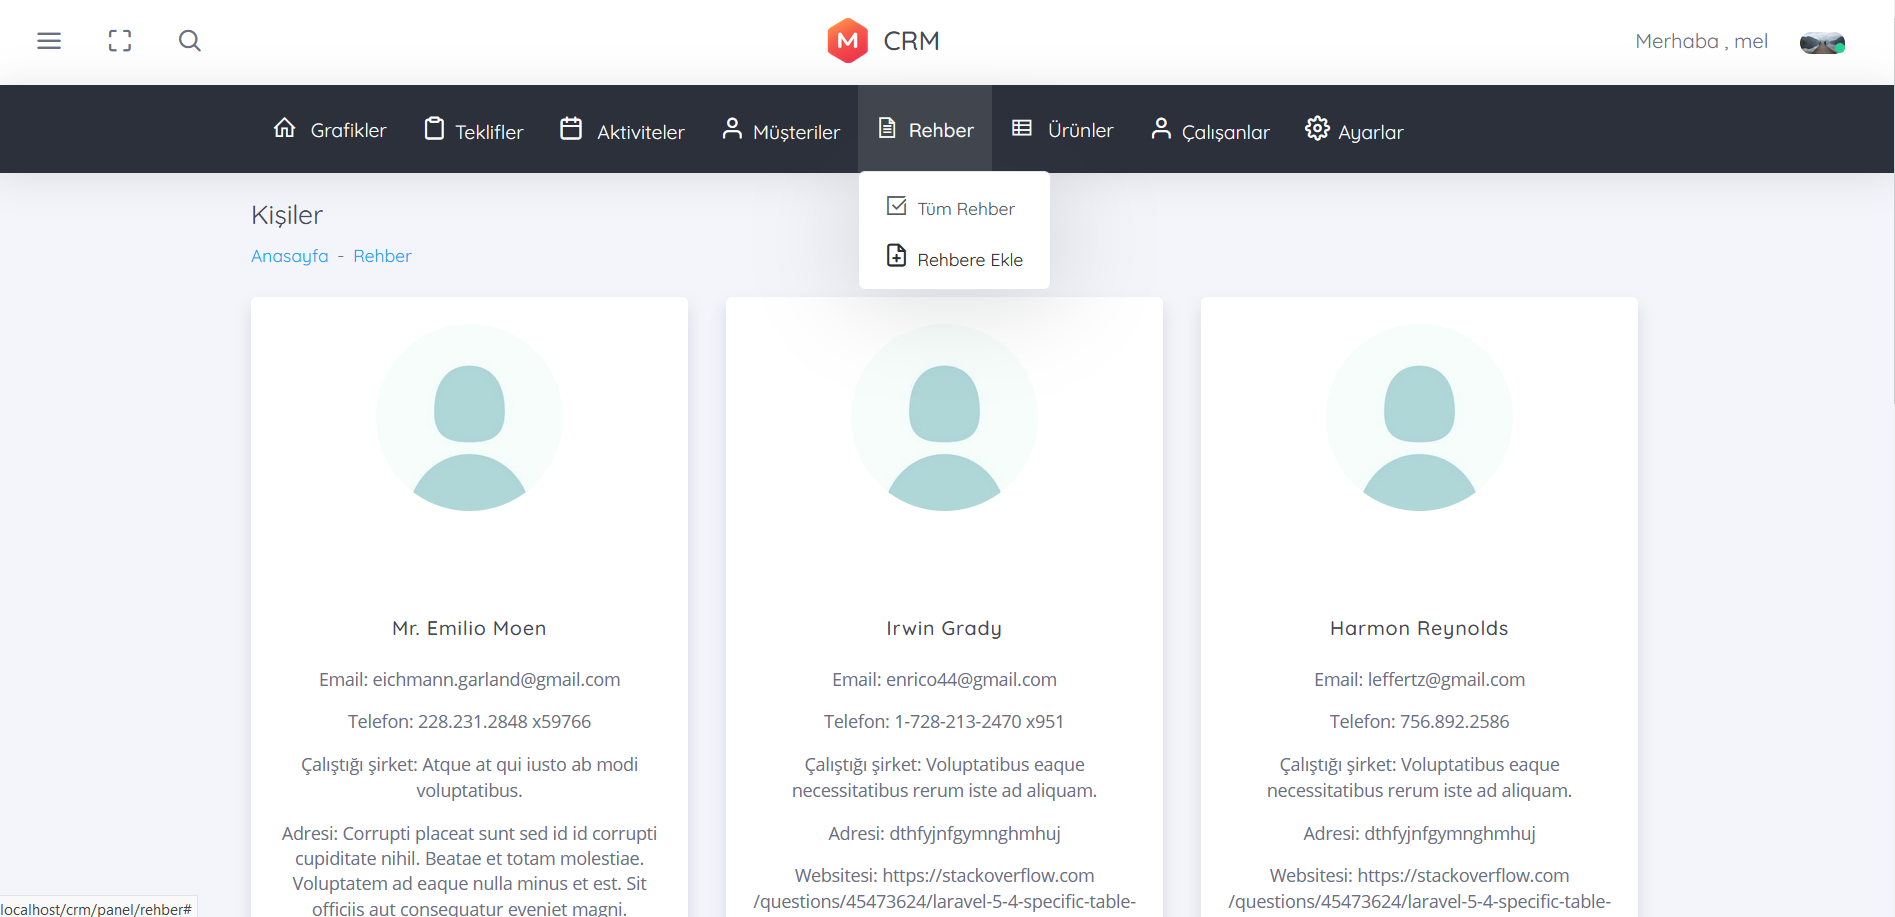 M CRM
Merhaba , mel
Grafikler Teklifler Aktiviteler Müşteriler Rehber Ürünler Çalışanlar Ayarlar
Tüm Rehber
Rehbere Ekle
Kişiler
Anasayfa - Rehber
Mr. Emilio Moen
Email: eichmann.garland@gmail.com
Telefon: 228.231.2848 x59766
Çalıştığı şirket: Atque at qui iusto ab modi
voluptatibus.
Adresi: Corrupti placeat sunt sed id id corrupti
cupiditate nihil. Beatae et totam molestiae.
Voluptatem ad eaque nulla minus et est. Sit
officiis aut consequatur eveniet magni.
Irwin Grady
Email: enrico44@gmail.com
Telefon: 1-728-213-2470 x951
Çalıştığı şirket: Voluptatibus eaque
necessitatibus rerum iste ad aliquam.
Adresi: dthfyjnfgymnghmhuj
Websitesi: https://stackoverflow.com
/questions/45473624/laravel-5-4-specific-table-
Harmon Reynolds
Email: leffertz@gmail.com
Telefon: 756.892.2586
Çalıştığı şirket: Voluptatibus eaque
necessitatibus rerum iste ad aliquam.
Adresi: dthfyjnfgymnghmhuj
Websitesi: https://stackoverflow.com
/questions/45473624/laravel-5-4-specific-table-
localhost/crm/panel/rehber#